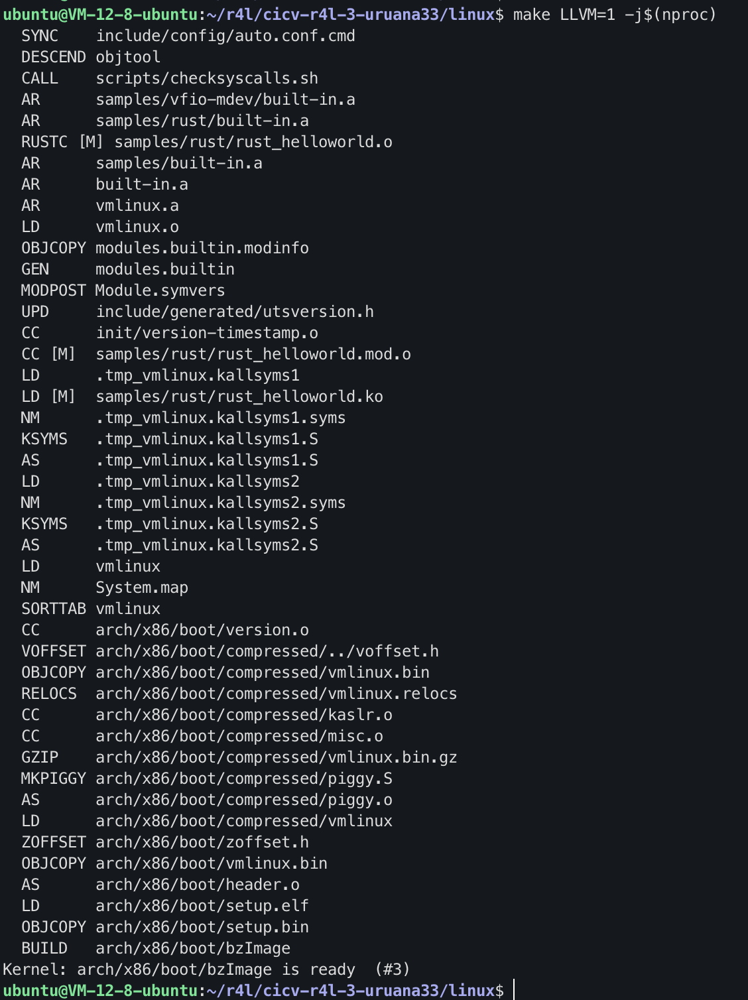 ubuntu@VM-12-8-ubuntu:~/r4l/cicv-r4l-3-uruana33/linux$ make LLVM=1 -j$(nproc)
  SYNC    include/config/auto.conf.cmd
  DESCEND objtool
  CALL    scripts/checksyscalls.sh
  AR      samples/vfio-mdev/built-in.a
  AR      samples/rust/built-in.a
  RUSTC [M] samples/rust/rust_helloworld.o
  AR      samples/built-in.a
  AR      built-in.a
  AR      vmlinux.a
  LD      vmlinux.o
  OBJCOPY modules.builtin.modinfo
  GEN     modules.builtin
  MODPOST Module.symvers
  UPD     include/generated/utsversion.h
  CC      init/version-timestamp.o
  CC [M]  samples/rust/rust_helloworld.mod.o
  LD      .tmp_vmlinux.kallsyms1
  LD [M]  samples/rust/rust_helloworld.ko
  NM      .tmp_vmlinux.kallsyms1.syms
  KSYMS   .tmp_vmlinux.kallsyms1.S
  AS      .tmp_vmlinux.kallsyms1.S
  LD      .tmp_vmlinux.kallsyms2
  NM      .tmp_vmlinux.kallsyms2.syms
  KSYMS   .tmp_vmlinux.kallsyms2.S
  AS      .tmp_vmlinux.kallsyms2.S
  LD      vmlinux
  NM      System.map
  SORTTAB vmlinux
  CC      arch/x86/boot/version.o
  VOFFSET arch/x86/boot/compressed/../voffset.h
  OBJCOPY arch/x86/boot/compressed/vmlinux.bin
  RELOCS  arch/x86/boot/compressed/vmlinux.relocs
  CC      arch/x86/boot/compressed/kaslr.o
  CC      arch/x86/boot/compressed/misc.o
  GZIP    arch/x86/boot/compressed/vmlinux.bin.gz
  MKPIGGY arch/x86/boot/compressed/piggy.S
  AS      arch/x86/boot/compressed/piggy.o
  LD      arch/x86/boot/compressed/vmlinux
  ZOFFSET arch/x86/boot/zoffset.h
  OBJCOPY arch/x86/boot/vmlinux.bin
  AS      arch/x86/boot/header.o
  LD      arch/x86/boot/setup.elf
  OBJCOPY arch/x86/boot/setup.bin
  BUILD   arch/x86/boot/bzImage
Kernel: arch/x86/boot/bzImage is ready  (#3)
ubuntu@VM-12-8-ubuntu:~/r4l/cicv-r4l-3-uruana33/linux$